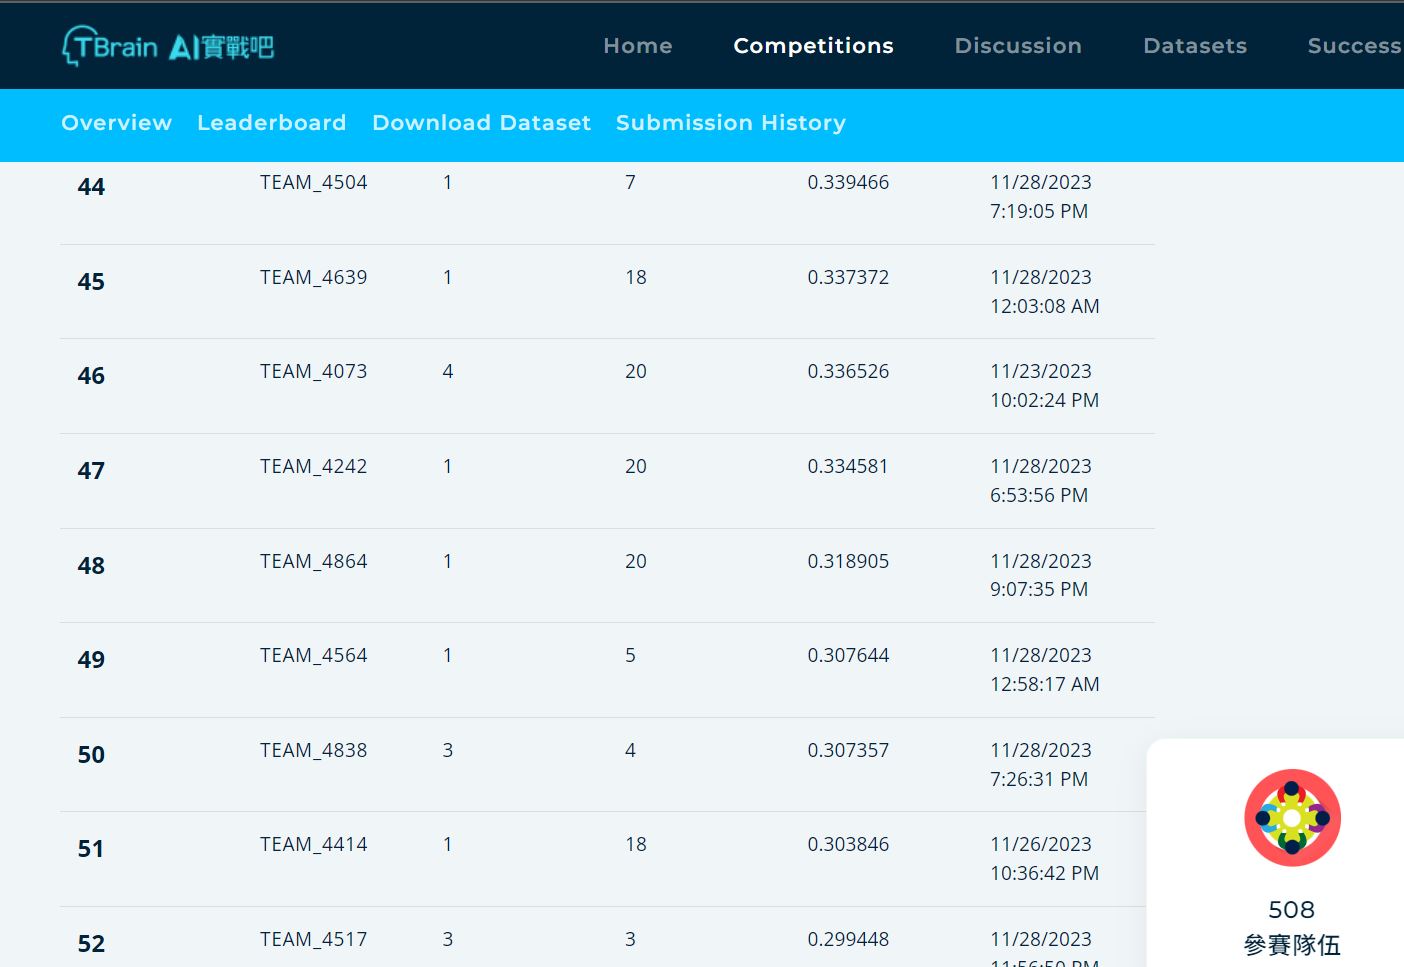 TBrain AI實戰吧
Home Competitions Discussion Datasets Success
Overview Leaderboard Download Dataset Submission History
44 TEAM_4504 1 7 0.339466 11/28/2023
7:19:05 PM
45 TEAM_4639 1 18 0.337372 11/28/2023
12:03:08 AM
46 TEAM_4073 4 20 0.336526 11/23/2023
10:02:24 PM
47 TEAM_4242 1 20 0.334581 11/28/2023
6:53:56 PM
48 TEAM_4864 1 20 0.318905 11/28/2023
9:07:35 PM
49 TEAM_4564 1 5 0.307644 11/28/2023
12:58:17 AM
50 TEAM_4838 3 4 0.307357 11/28/2023
7:26:31 PM
51 TEAM_4414 1 18 0.303846 11/26/2023
10:36:42 PM
52 TEAM_4517 3 3 0.299448 11/28/2023
11:56:50 PM
508
參賽隊伍